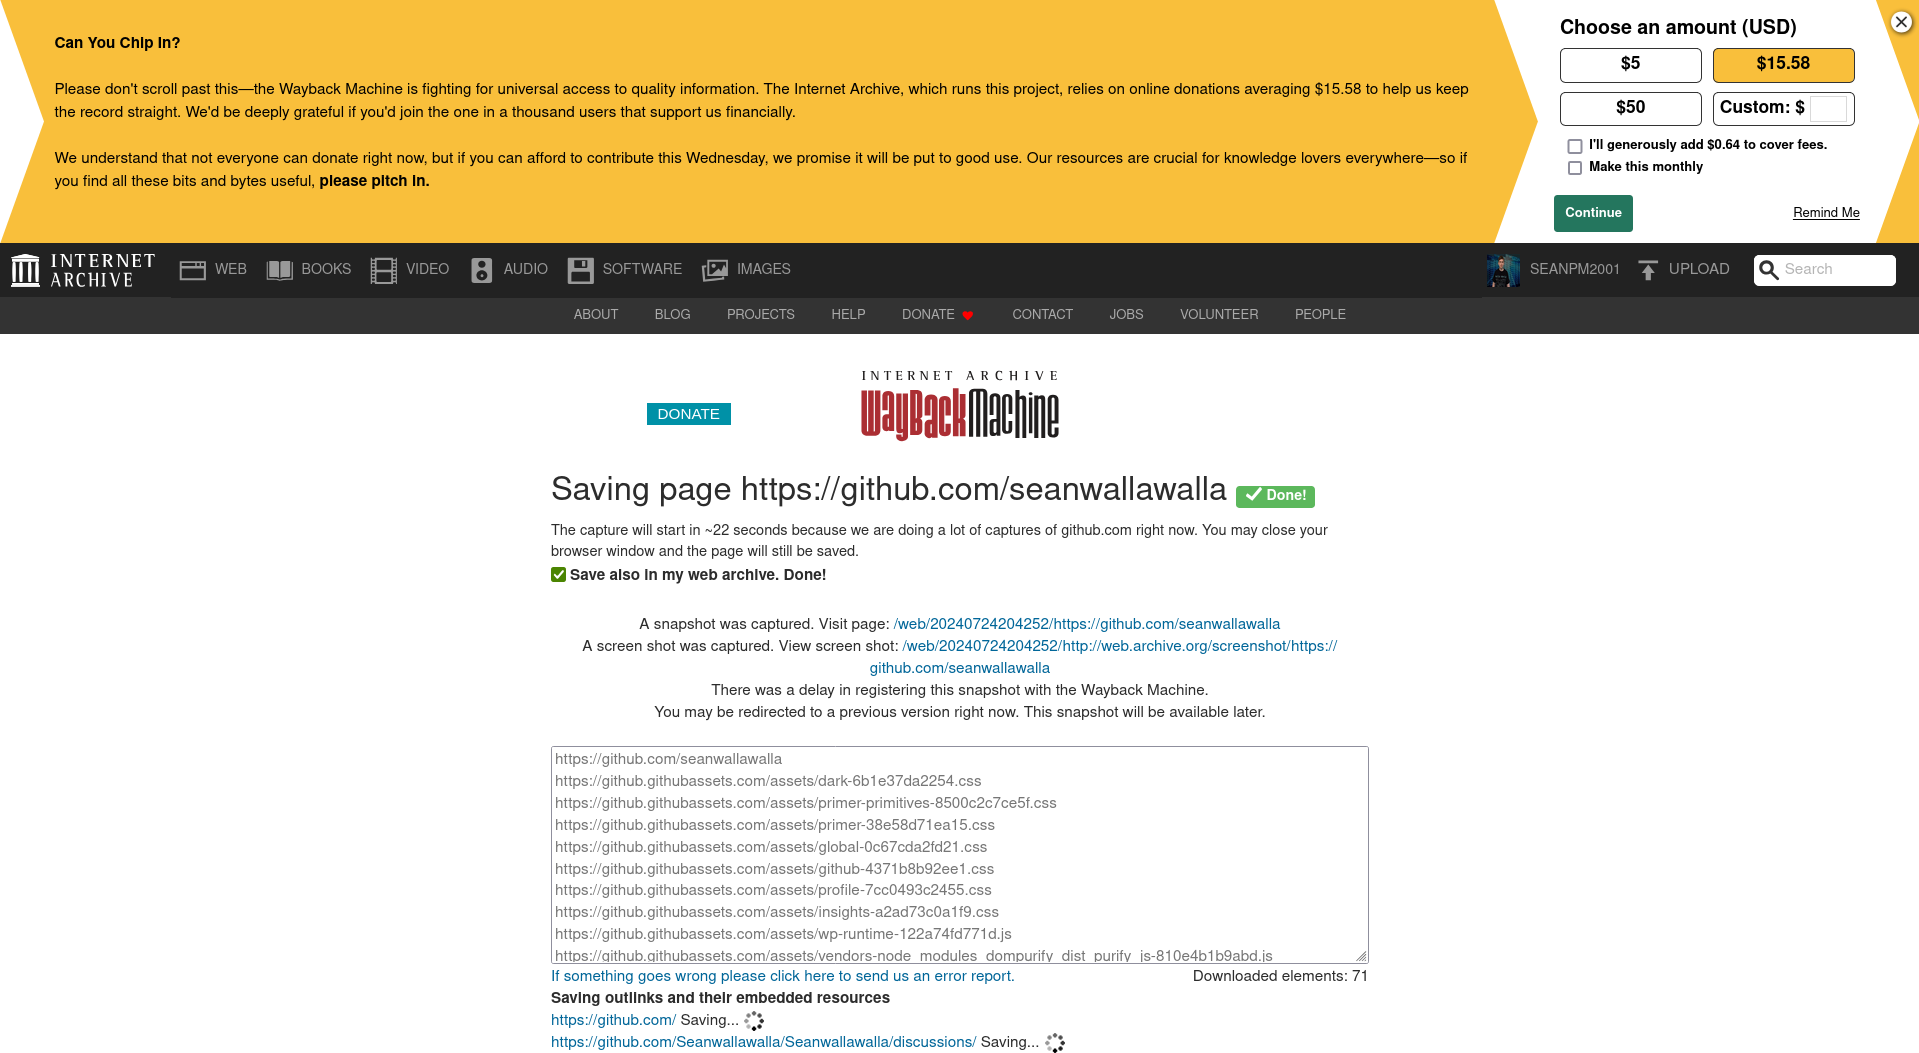 Can You Chip In?
Please don't scroll past this—the Wayback Machine is fighting for universal access to quality information. The Internet Archive, which runs this project, relies on online donations averaging $15.58 to help us keep
the record straight. We'd be deeply grateful if you'd join the one in a thousand users that support us financially.
We understand that not everyone can donate right now, but if you can afford to contribute this Wednesday, we promise it will be put to good use. Our resources are crucial for knowledge lovers everywhere—so if
you find all these bits and bytes useful, please pitch in.
Choose an amount (USD)
$5
$15.58
$50
Custom: $
I'll generously add $0.64 to cover fees.
Make this monthly
Continue
Remind Me
INTERNET
ARCHIVE
WEB
BOOKS
VIDEO
AUDIO
SOFTWARE
IMAGES
SEANPM2001
UPLOAD
Search
ABOUT
BLOG
PROJECTS
HELP
DONATE
CONTACT
JOBS
VOLUNTEER
PEOPLE
DONATE
INTERNET ARCHIVE
WayBackMachine
Saving page https://github.com/seanwallawalla Done!
The capture will start in ~22 seconds because we are doing a lot of captures of github.com right now. You may close your
browser window and the page will still be saved.
Save also in my web archive. Done!
A snapshot was captured. Visit page: /web/20240724204252/https://github.com/seanwallawalla
A screen shot was captured. View screen shot: /web/20240724204252/http://web.archive.org/screenshot/https://
github.com/seanwallawalla
There was a delay in registering this snapshot with the Wayback Machine.
You may be redirected to a previous version right now. This snapshot will be available later.
https://github.com/seanwallawalla
https://github.githubassets.com/assets/dark-6b1e37da2254.css
https://github.githubassets.com/assets/primer-primitives-8500c2c7ce5f.css
https://github.githubassets.com/assets/primer-38e58d71ea15.css
https://github.githubassets.com/assets/global-0c67cda2fd21.css
https://github.githubassets.com/assets/github-4371b8b92ee1.css
https://github.githubassets.com/assets/profile-7cc0493c2455.css
https://github.githubassets.com/assets/insights-a2ad73c0a1f9.css
https://github.githubassets.com/assets/wp-runtime-122a74fd771d.js
https://github.githubassets.com/assets/vendors-node_modules_dompurify_dist_purify_js-810e4b1b9abd.js
If something goes wrong please click here to send us an error report.
Downloaded elements: 71
Saving outlinks and their embedded resources
https://github.com/ Saving...
https://github.com/Seanwallawalla/Seanwallawalla/discussions/ Saving...